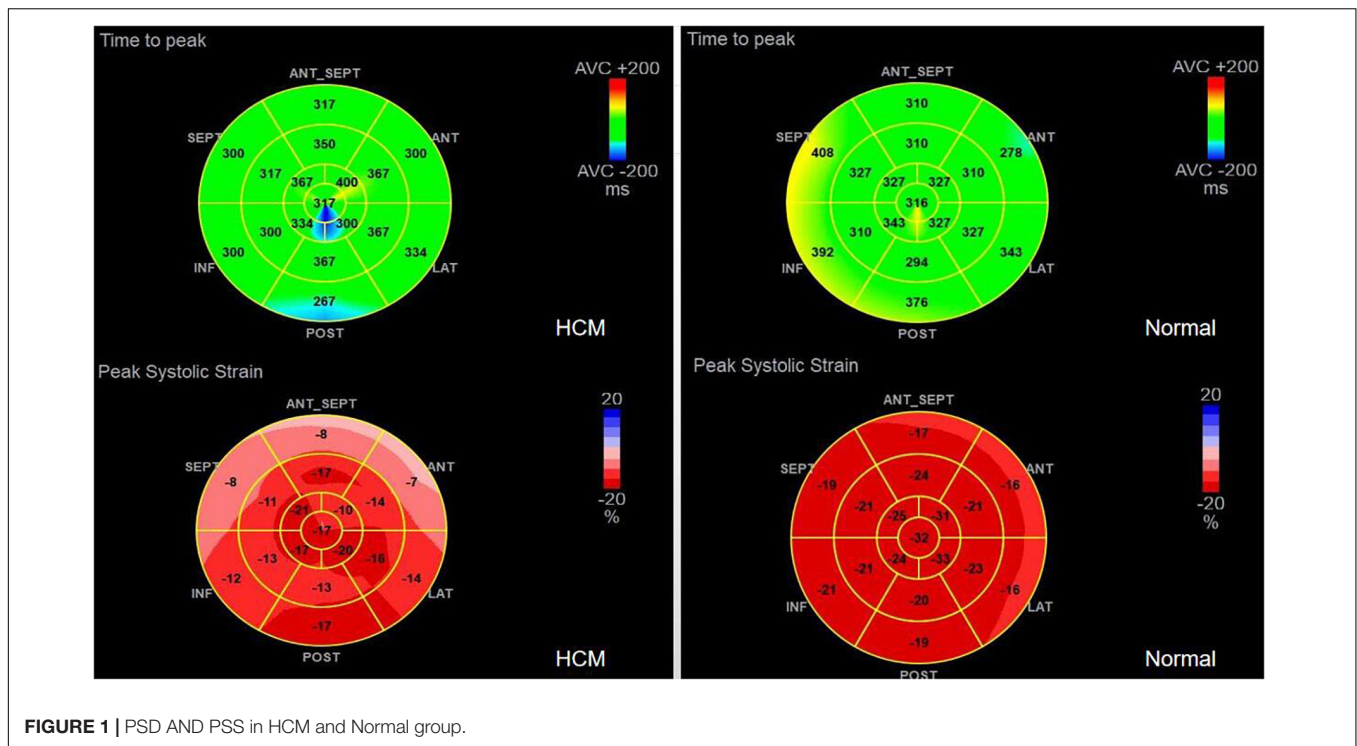 Time to peak
ANT_SEPT
AVC +200
317
SEPT
ANT
350
300
300
317
367
367
400
AVC -200
ms
317
334
300
300
367
300
334
INF
367
LAT
267
POST
HCM
Time to peak
ANT_SEPT
AVC +200
310
SEPT
ANT
408
310
278
327
327
327
310
AVC -200
ms
316
343
327
310
327
392
343
INF
294
LAT
376
POST
Normal
Peak Systolic Strain
ANT_SEPT
20
-8
SEPT
ANT
-17
-8
-7
-11
-14
-21
-10
-20
%
-17
-17
-20
-13
-16
-12
-14
INF
-13
LAT
-17
POST
HCM
Peak Systolic Strain
ANT_SEPT
20
-17
SEPT
ANT
-24
-19
-16
-21
-21
-25
-31
-20
%
-32
-24
-33
-21
-23
-21
-16
INF
-20
LAT
-19
POST
Normal
FIGURE 1 | PSD AND PSS in HCM and Normal group.